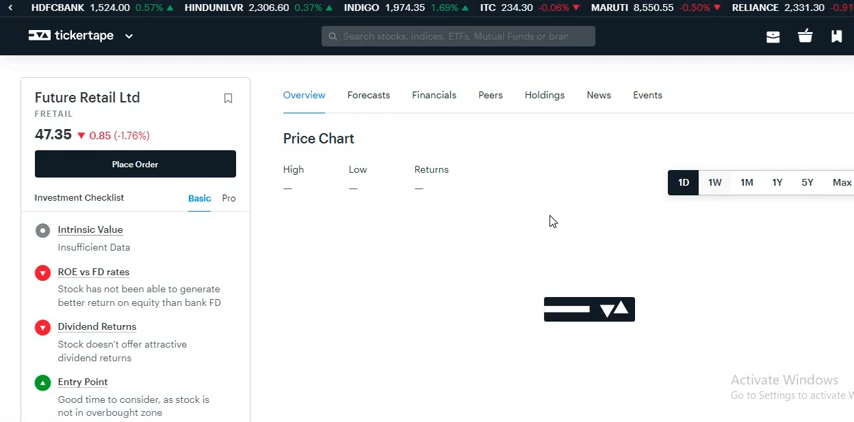 HDFCBANK 1,524.00 0.57% HINDUNILVR 2,306.60 0.37% INDIGO 1,974.35 1.69% ITC 234.30 -0.06% MARUTI 8,550.55 -0.50% RELIANCE 2,331.30 -0.91
tickertape
Search stocks, indices, ETFs, Mutual Funds or bran
Future Retail Ltd
FRETAIL
47.35 0.85 (-1.76%)
Place Order
Investment Checklist Basic Pro
Intrinsic Value
Insufficient Data
ROE vs FD rates
Stock has not been able to generate
better return on equity than bank FD
Dividend Returns
Stock doesn't offer attractive
dividend returns
Entry Point
Good time to consider, as stock is
not in overbought zone
Overview Forecasts Financials Peers Holdings News Events
Price Chart
High Low Returns
— — —
1D 1W 1M 1Y 5Y Max
Activate Windows
Go to Settings to activate W